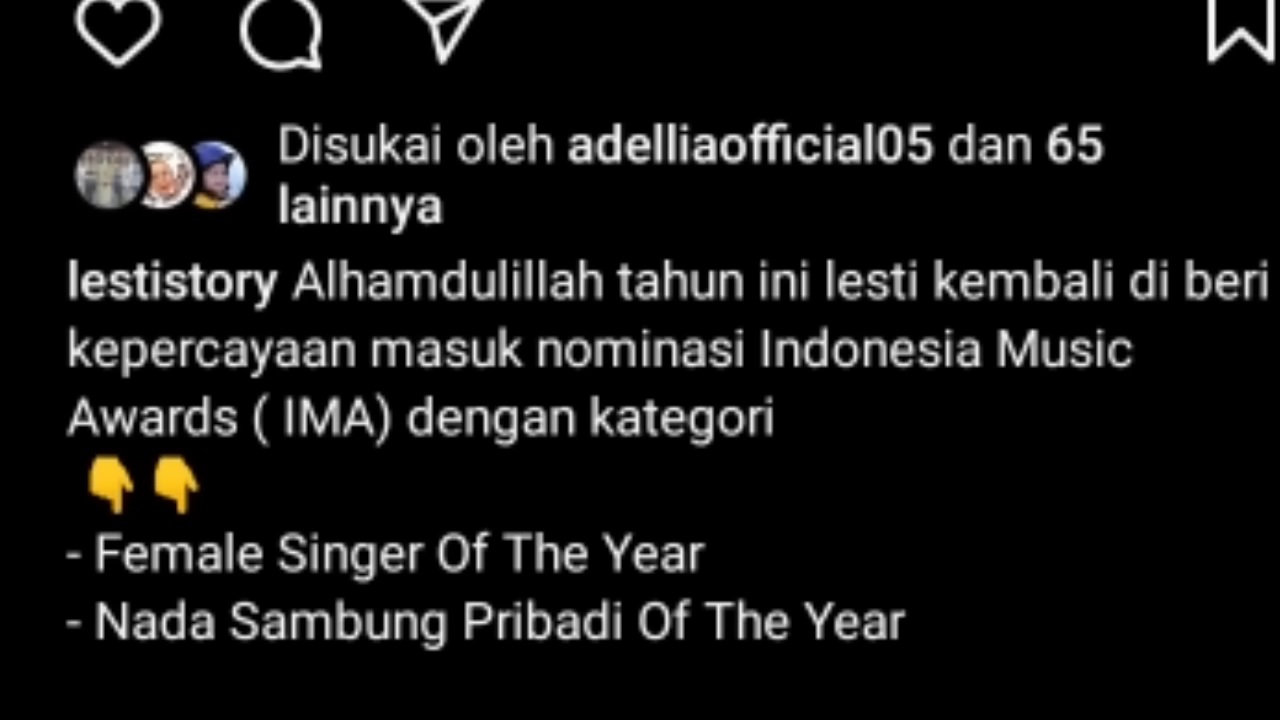 Disukai oleh adelliaofficial05 dan 65
lainnya
lestistory Alhamdulillah tahun ini lesti kembali di beri
kepercayaan masuk nominasi Indonesia Music
Awards ( IMA) dengan kategori
👇👇
- Female Singer Of The Year
- Nada Sambung Pribadi Of The Year